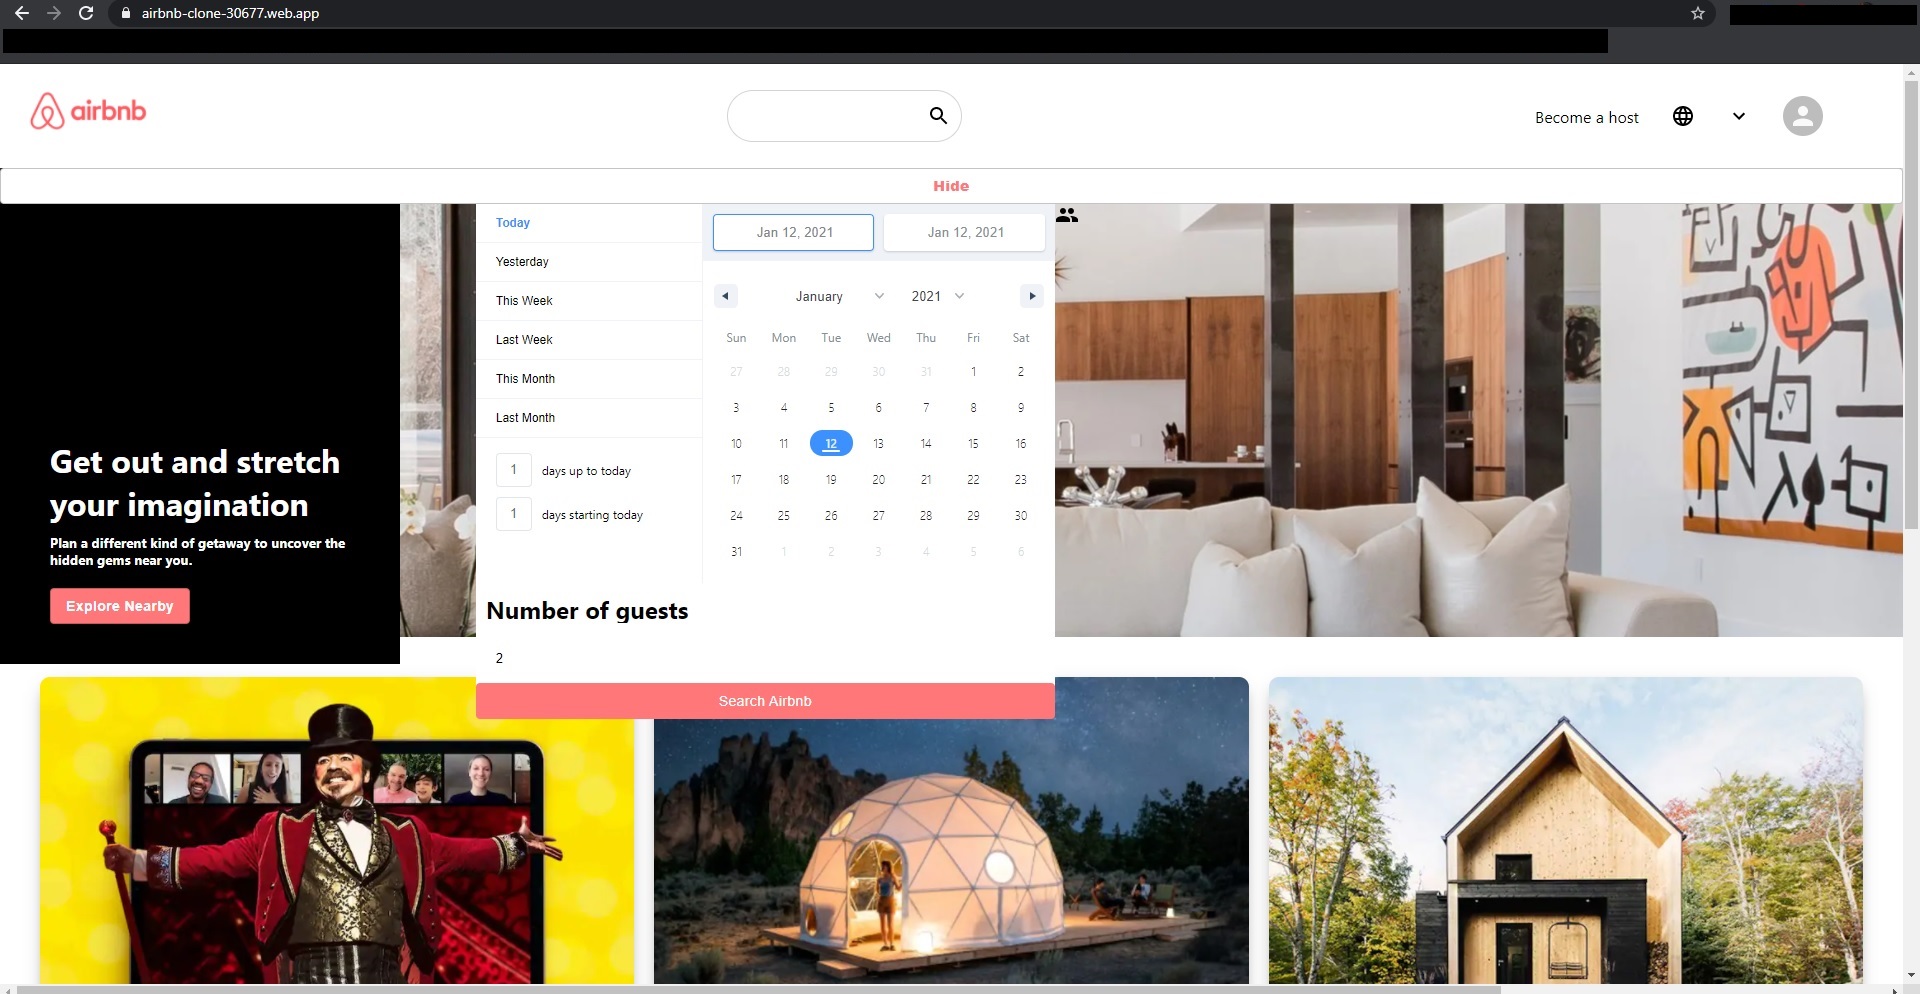 airbnb-clone-30677.web.app
airbnb
Become a host
Hide
Today
Yesterday
This Week
Last Week
This Month
Last Month
1 days up to today
1 days starting today
Jan 12, 2021 Jan 12, 2021
January 2021
Sun Mon Tue Wed Thu Fri Sat
27 28 29 30 31 1 2
3 4 5 6 7 8 9
10 11 12 13 14 15 16
17 18 19 20 21 22 23
24 25 26 27 28 29 30
31 1 2 3 4 5 6
Number of guests
2
Search Airbnb
Get out and stretch
your imagination
Plan a different kind of getaway to uncover the
hidden gems near you.
Explore Nearby